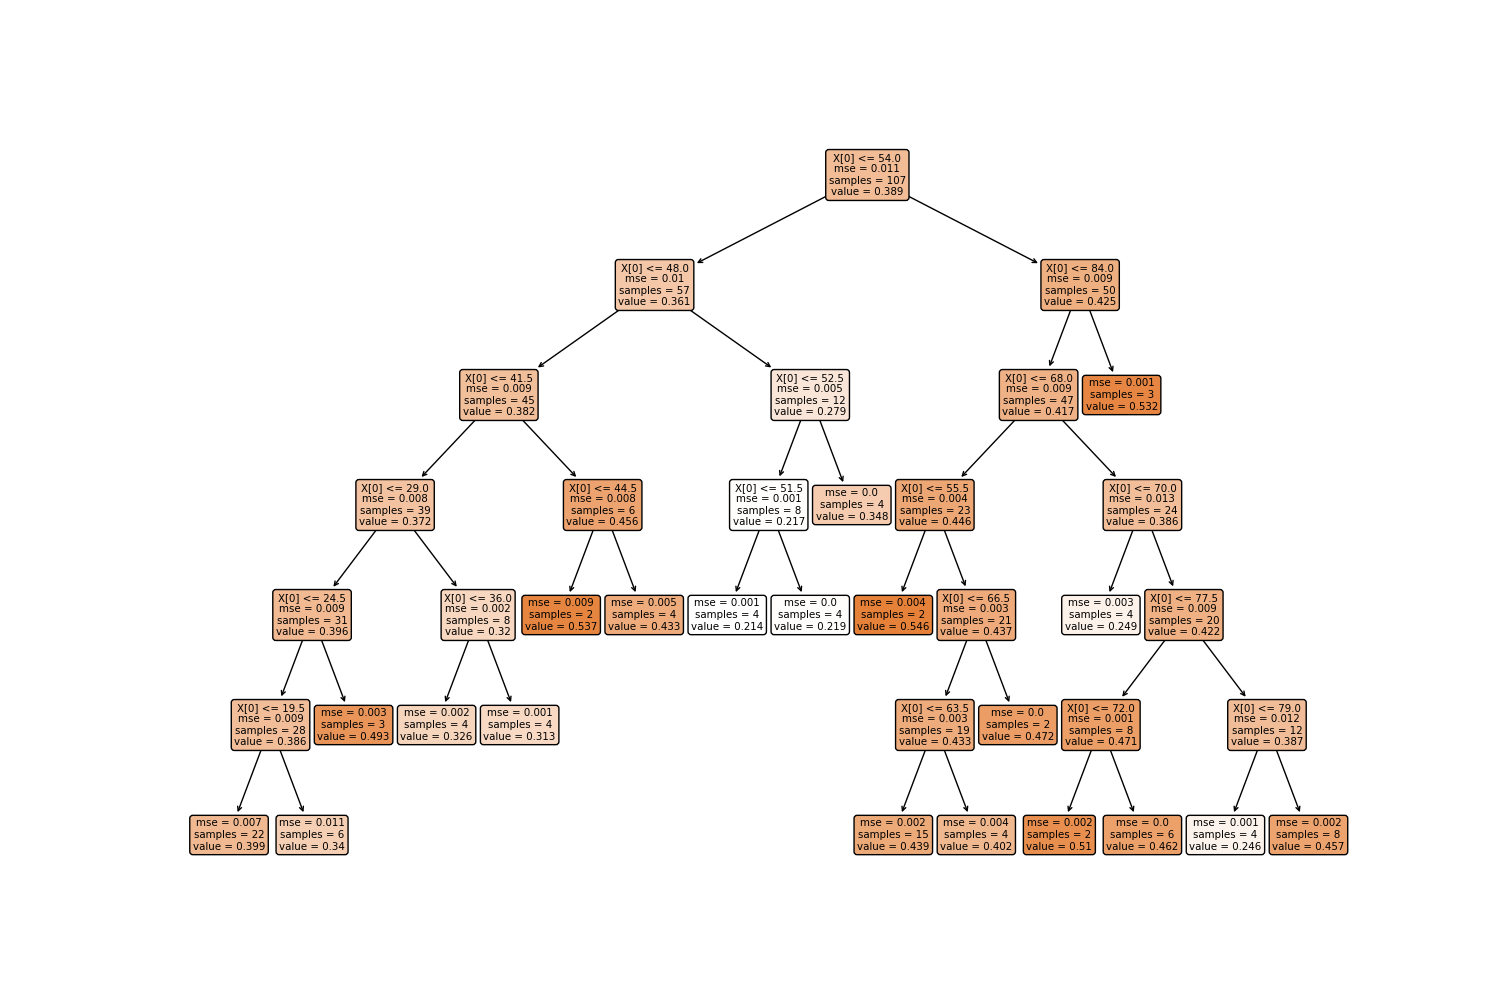 X[0] <= 54.0
mse = 0.011
samples = 107
value = 0.389
X[0] <= 48.0
mse = 0.01
samples = 57
value = 0.361
X[0] <= 84.0
mse = 0.009
samples = 50
value = 0.425
X[0] <= 41.5
mse = 0.009
samples = 45
value = 0.382
X[0] <= 52.5
mse = 0.005
samples = 12
value = 0.279
X[0] <= 68.0
mse = 0.009
samples = 47
value = 0.417
mse = 0.001
samples = 3
value = 0.532
X[0] <= 29.0
mse = 0.008
samples = 39
value = 0.372
X[0] <= 44.5
mse = 0.008
samples = 6
value = 0.456
X[0] <= 51.5
mse = 0.001
samples = 8
value = 0.217
mse = 0.0
samples = 4
value = 0.348
X[0] <= 55.5
mse = 0.004
samples = 23
value = 0.446
X[0] <= 70.0
mse = 0.013
samples = 24
value = 0.386
X[0] <= 24.5
mse = 0.009
samples = 31
value = 0.396
X[0] <= 36.0
mse = 0.002
samples = 8
value = 0.32
mse = 0.009
samples = 2
value = 0.537
mse = 0.005
samples = 4
value = 0.433
mse = 0.001
samples = 4
value = 0.214
mse = 0.0
samples = 4
value = 0.219
mse = 0.004
samples = 2
value = 0.546
X[0] <= 66.5
mse = 0.003
samples = 21
value = 0.437
mse = 0.003
samples = 4
value = 0.249
X[0] <= 77.5
mse = 0.009
samples = 20
value = 0.422
X[0] <= 19.5
mse = 0.009
samples = 28
value = 0.386
mse = 0.003
samples = 3
value = 0.493
mse = 0.002
samples = 4
value = 0.326
mse = 0.001
samples = 4
value = 0.313
X[0] <= 63.5
mse = 0.003
samples = 19
value = 0.433
mse = 0.0
samples = 2
value = 0.472
X[0] <= 72.0
mse = 0.001
samples = 8
value = 0.471
X[0] <= 79.0
mse = 0.012
samples = 12
value = 0.387
mse = 0.007
samples = 22
value = 0.399
mse = 0.011
samples = 6
value = 0.34
mse = 0.002
samples = 15
value = 0.439
mse = 0.004
samples = 4
value = 0.402
mse = 0.002
samples = 2
value = 0.51
mse = 0.0
samples = 6
value = 0.462
mse = 0.001
samples = 4
value = 0.246
mse = 0.002
samples = 8
value = 0.457